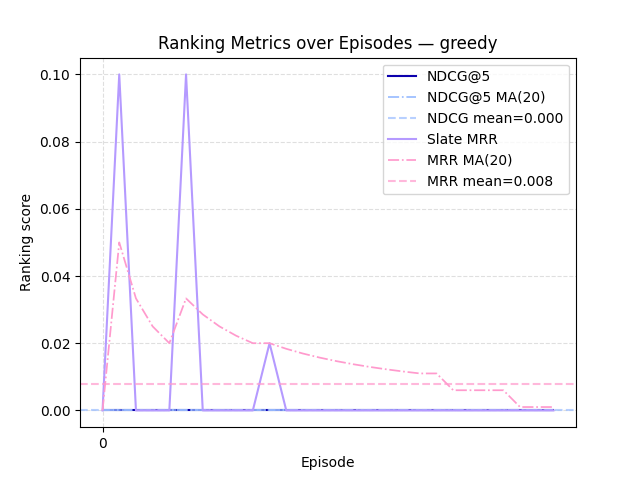 Ranking Metrics over Episodes — greedy
0.10
0.08
0.06
0.04
0.02
0.00
Ranking score
NDCG@5
NDCG@5 MA(20)
NDCG mean=0.000
Slate MRR
MRR MA(20)
MRR mean=0.008
0
Episode